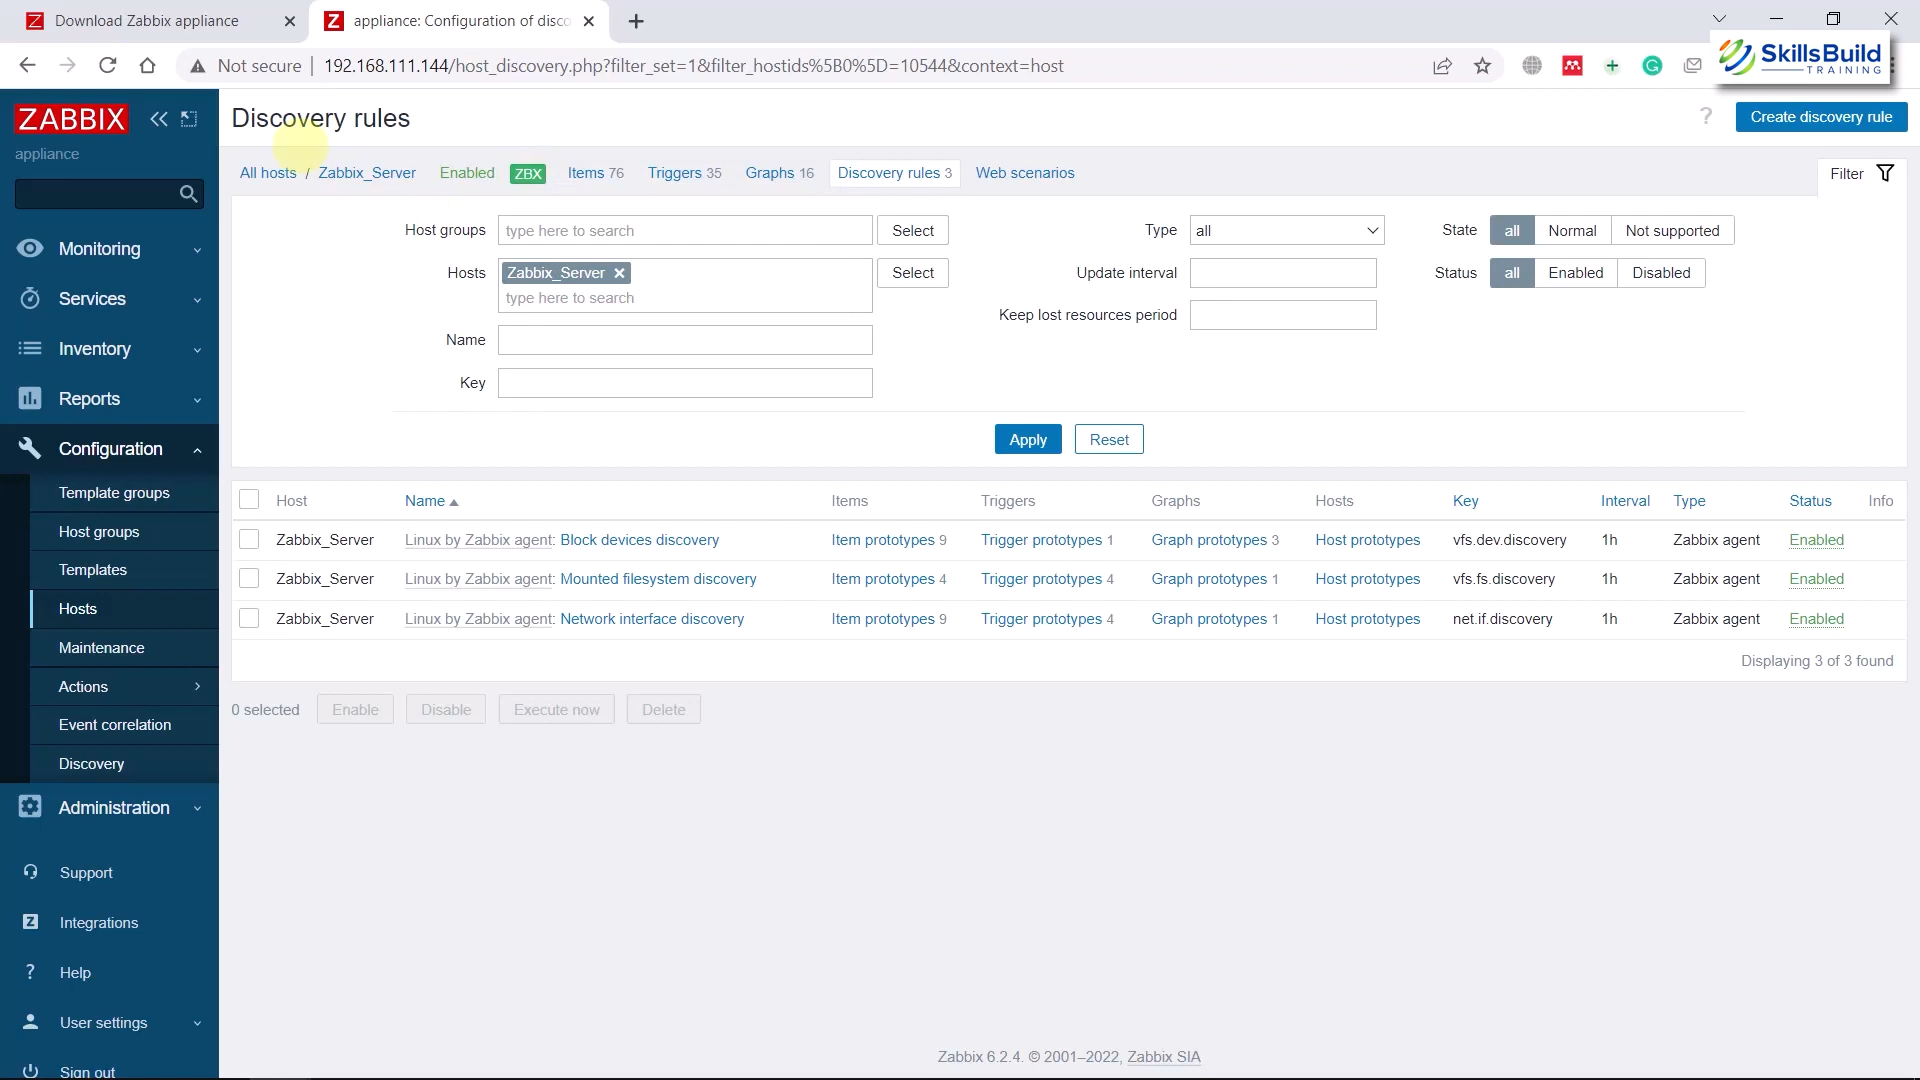 Download Zabbix appliance
appliance: Configuration of disco
Not secure
192.168.111.144/host_discovery.php?filter_set=1&filter_hostids%5B0%5D=10544&context=host
SkillsBuild
TRAINING
ZABBIX
appliance
Monitoring
Services
Inventory
Reports
Configuration
Template groups
Host groups
Templates
Hosts
Maintenance
Actions
Event correlation
Discovery
Administration
Support
Integrations
Help
User settings
Sign out
Discovery rules
? Create discovery rule
All hosts / Zabbix_Server Enabled ZBX Items 76 Triggers 35 Graphs 16 Discovery rules 3 Web scenarios Filter
Host groups type here to search Select Type all State all Normal Not supported
Hosts Zabbix_Server Select Update interval Status all Enabled Disabled
type here to search
Keep lost resources period
Name
Key
Apply Reset
Host Name Items Triggers Graphs Hosts Key Interval Type Status Info
Zabbix_Server Linux by Zabbix agent: Block devices discovery Item prototypes 9 Trigger prototypes 1 Graph prototypes 3 Host prototypes vfs.dev.discovery 1h Zabbix agent Enabled
Zabbix_Server Linux by Zabbix agent: Mounted filesystem discovery Item prototypes 4 Trigger prototypes 4 Graph prototypes 1 Host prototypes vfs.fs.discovery 1h Zabbix agent Enabled
Zabbix_Server Linux by Zabbix agent: Network interface discovery Item prototypes 9 Trigger prototypes 4 Graph prototypes 1 Host prototypes net.if.discovery 1h Zabbix agent Enabled
Displaying 3 of 3 found
0 selected Enable Disable Execute now Delete
Zabbix 6.2.4. © 2001–2022, Zabbix SIA